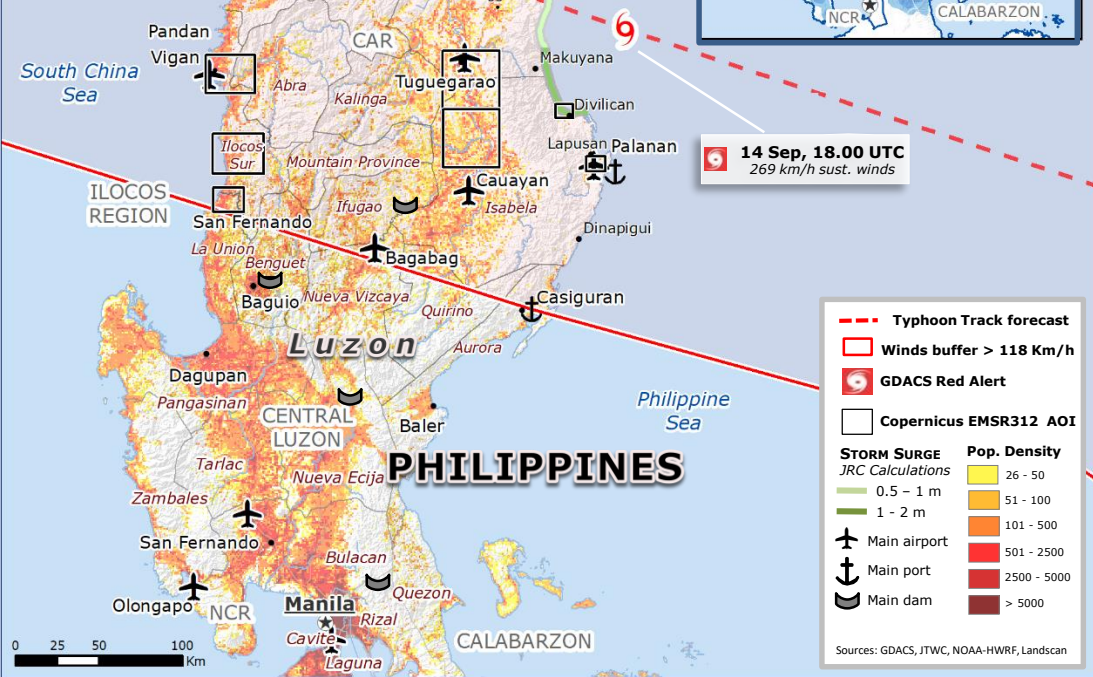 NCR
CALABARZON
Pandan
Vigan
CAR
South China
Sea
Abra
Kalinga
Tuguegarao
Makuyana
Divilican
Ilocos
Sur
Mountain Province
Lapusan
Palanan
14 Sep, 18.00 UTC
269 km/h sust. winds
ILOCOS
REGION
Cauayan
Ifugao
Isabela
San Fernando
Dinapigui
La Union
Benguet
Bagabag
Baguio
Nueva Vizcaya
Casiguran
Quirino
Luzon
Aurora
Dagupan
Pangasinan
CENTRAL
LUZON
Baler
Philippine
Sea
PHILIPPINES
Tarlac
Nueva Ecija
Zambales
San Fernando
Bulacan
Quezon
Olongapo
NCR
Manila
Rizal
Cavite
CALABARZON
Laguna
0 25 50 100
Km
Typhoon Track forecast
Winds buffer > 118 Km/h
GDACS Red Alert
Copernicus EMSR312 AOI
STORM SURGE
JRC Calculations
0.5 – 1 m
1 - 2 m
Main airport
Main port
Main dam
Pop. Density
26 - 50
51 - 100
101 - 500
501 - 2500
2500 - 5000
> 5000
Sources: GDACS, JTWC, NOAA-HWRF, Landscan